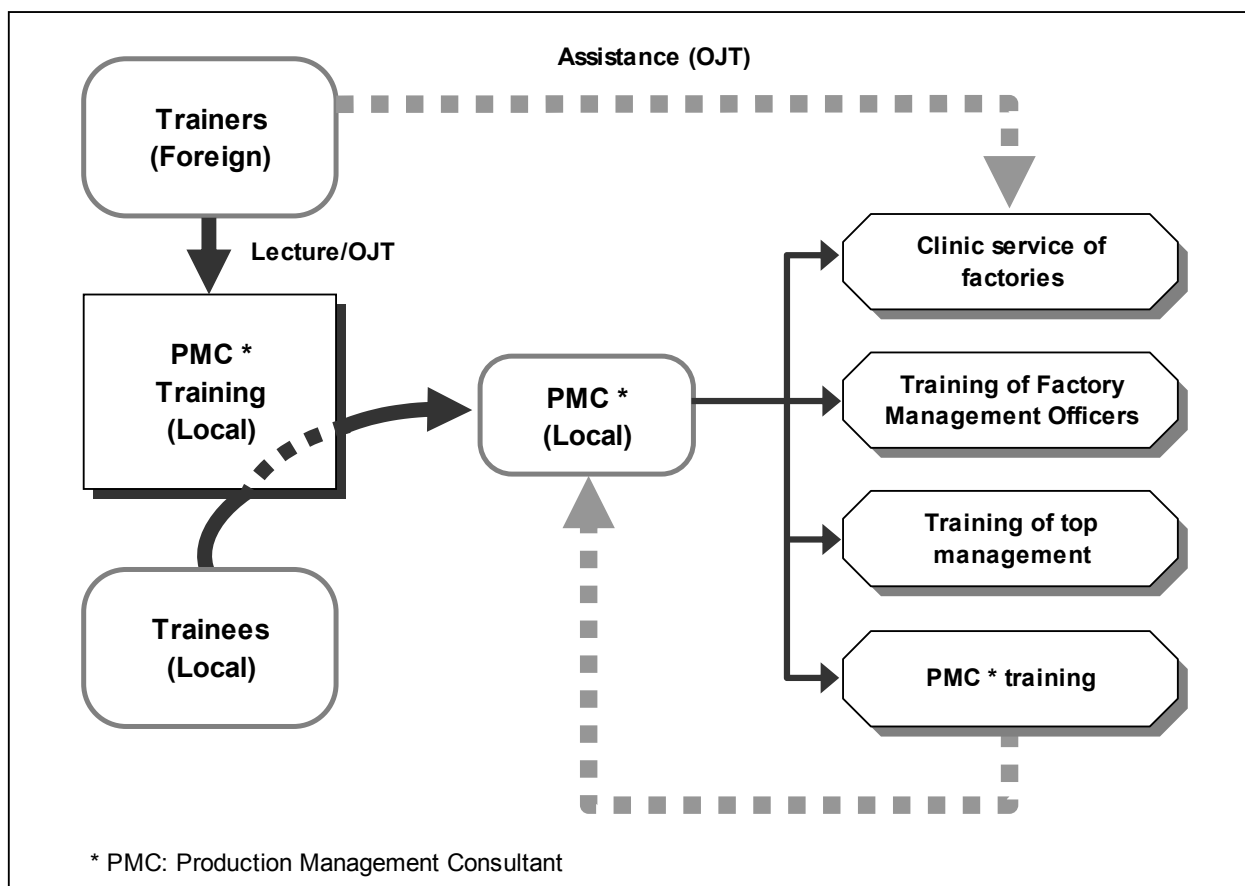 Assistance (OJT)
Trainers
(Foreign)
Lecture/OJT
PMC *
Training
(Local)
Trainees
(Local)
PMC *
(Local)
Clinic service of
factories
Training of Factory
Management Officers
Training of top
management
PMC * training
* PMC: Production Management Consultant